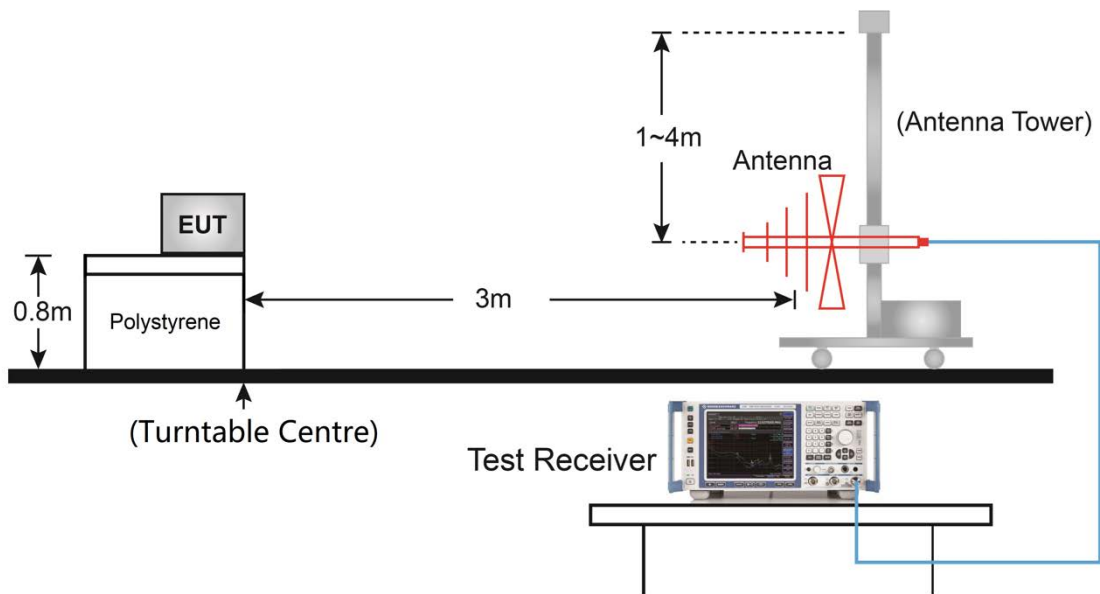 1~4m
(Antenna Tower)
Antenna
EUT
3m
0.8m
Polystyrene
(Turntable Centre)
Test Receiver